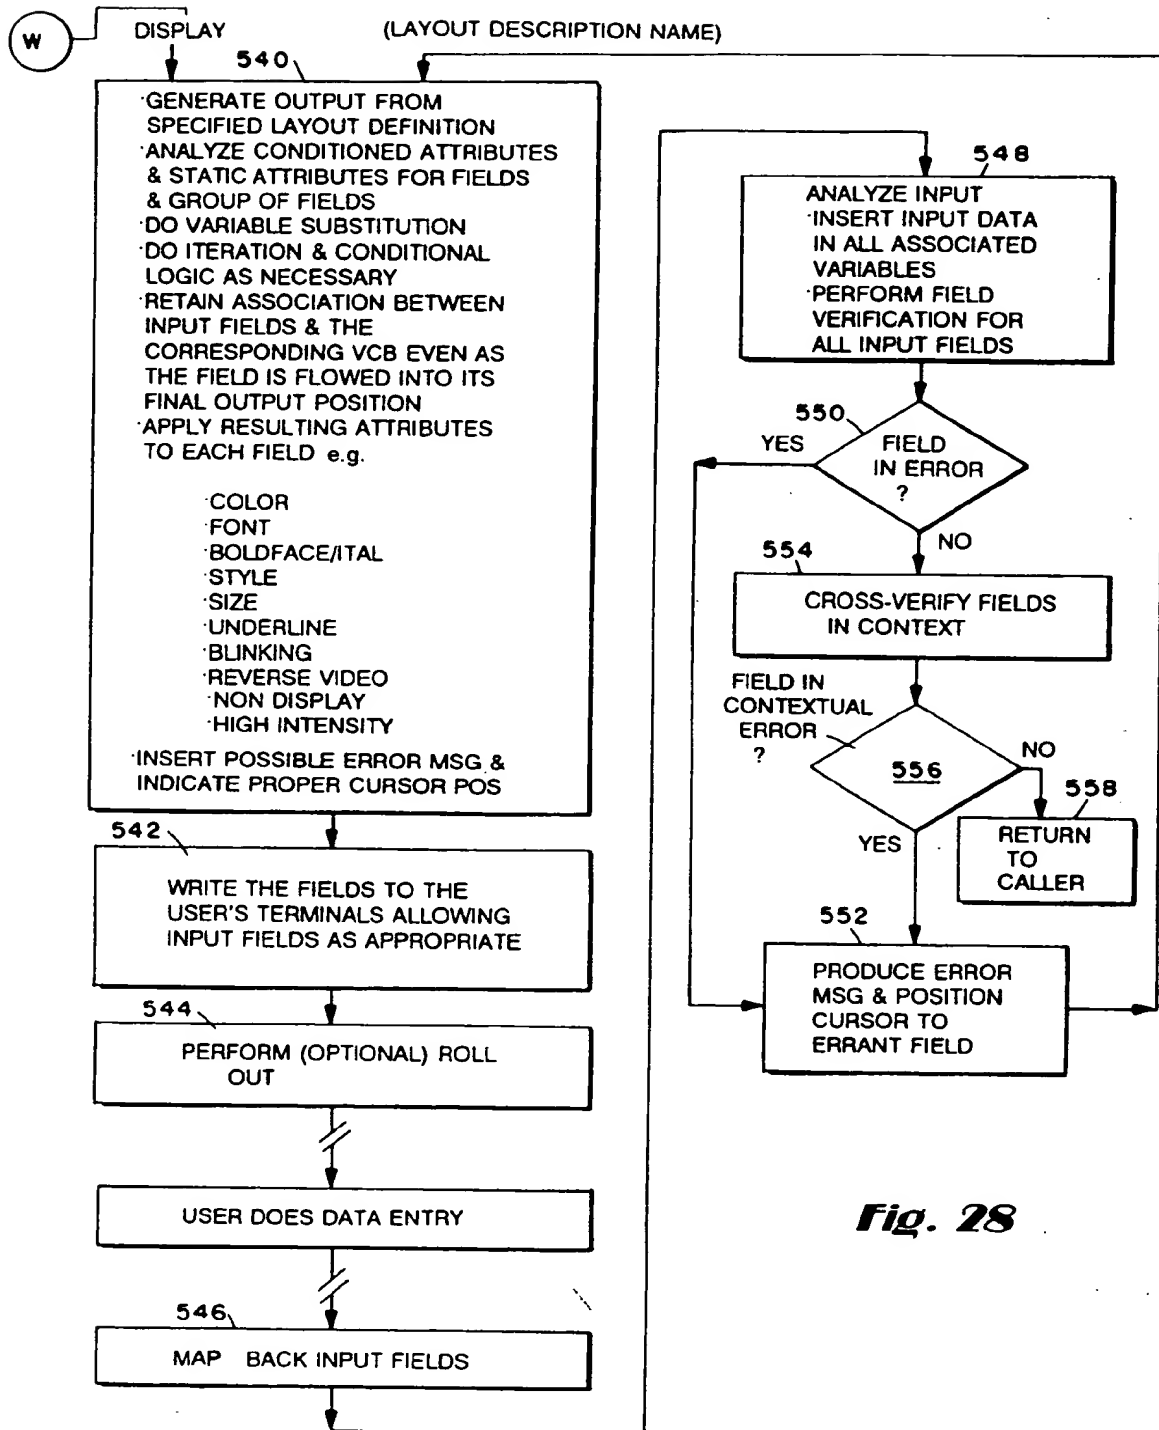 W
DISPLAY (LAYOUT DESCRIPTION NAME)
540
·GENERATE OUTPUT FROM
SPECIFIED LAYOUT DEFINITION
·ANALYZE CONDITIONED ATTRIBUTES
& STATIC ATTRIBUTES FOR FIELDS
& GROUP OF FIELDS
·DO VARIABLE SUBSTITUTION
·DO ITERATION & CONDITIONAL
LOGIC AS NECESSARY
·RETAIN ASSOCIATION BETWEEN
INPUT FIELDS & THE
CORRESPONDING VCB EVEN AS
THE FIELD IS FLOWED INTO ITS
FINAL OUTPUT POSITION
·APPLY RESULTING ATTRIBUTES
TO EACH FIELD e.g.
·COLOR
·FONT
·BOLDFACE/ITAL
·STYLE
·SIZE
·UNDERLINE
·BLINKING
·REVERSE VIDEO
·NON DISPLAY
·HIGH INTENSITY
·INSERT POSSIBLE ERROR MSG &
INDICATE PROPER CURSOR POS
542
WRITE THE FIELDS TO THE
USER'S TERMINALS ALLOWING
INPUT FIELDS AS APPROPRIATE
544
PERFORM (OPTIONAL) ROLL
OUT
USER DOES DATA ENTRY
546
MAP BACK INPUT FIELDS
548
ANALYZE INPUT
·INSERT INPUT DATA
IN ALL ASSOCIATED
VARIABLES
·PERFORM FIELD
VERIFICATION FOR
ALL INPUT FIELDS
550
YES
FIELD
IN ERROR
?
NO
554
CROSS-VERIFY FIELDS
IN CONTEXT
FIELD IN
CONTEXTUAL
ERROR
?
556
NO
558
YES
RETURN
TO
CALLER
552
PRODUCE ERROR
MSG & POSITION
CURSOR TO
ERRANT FIELD
Fig. 28